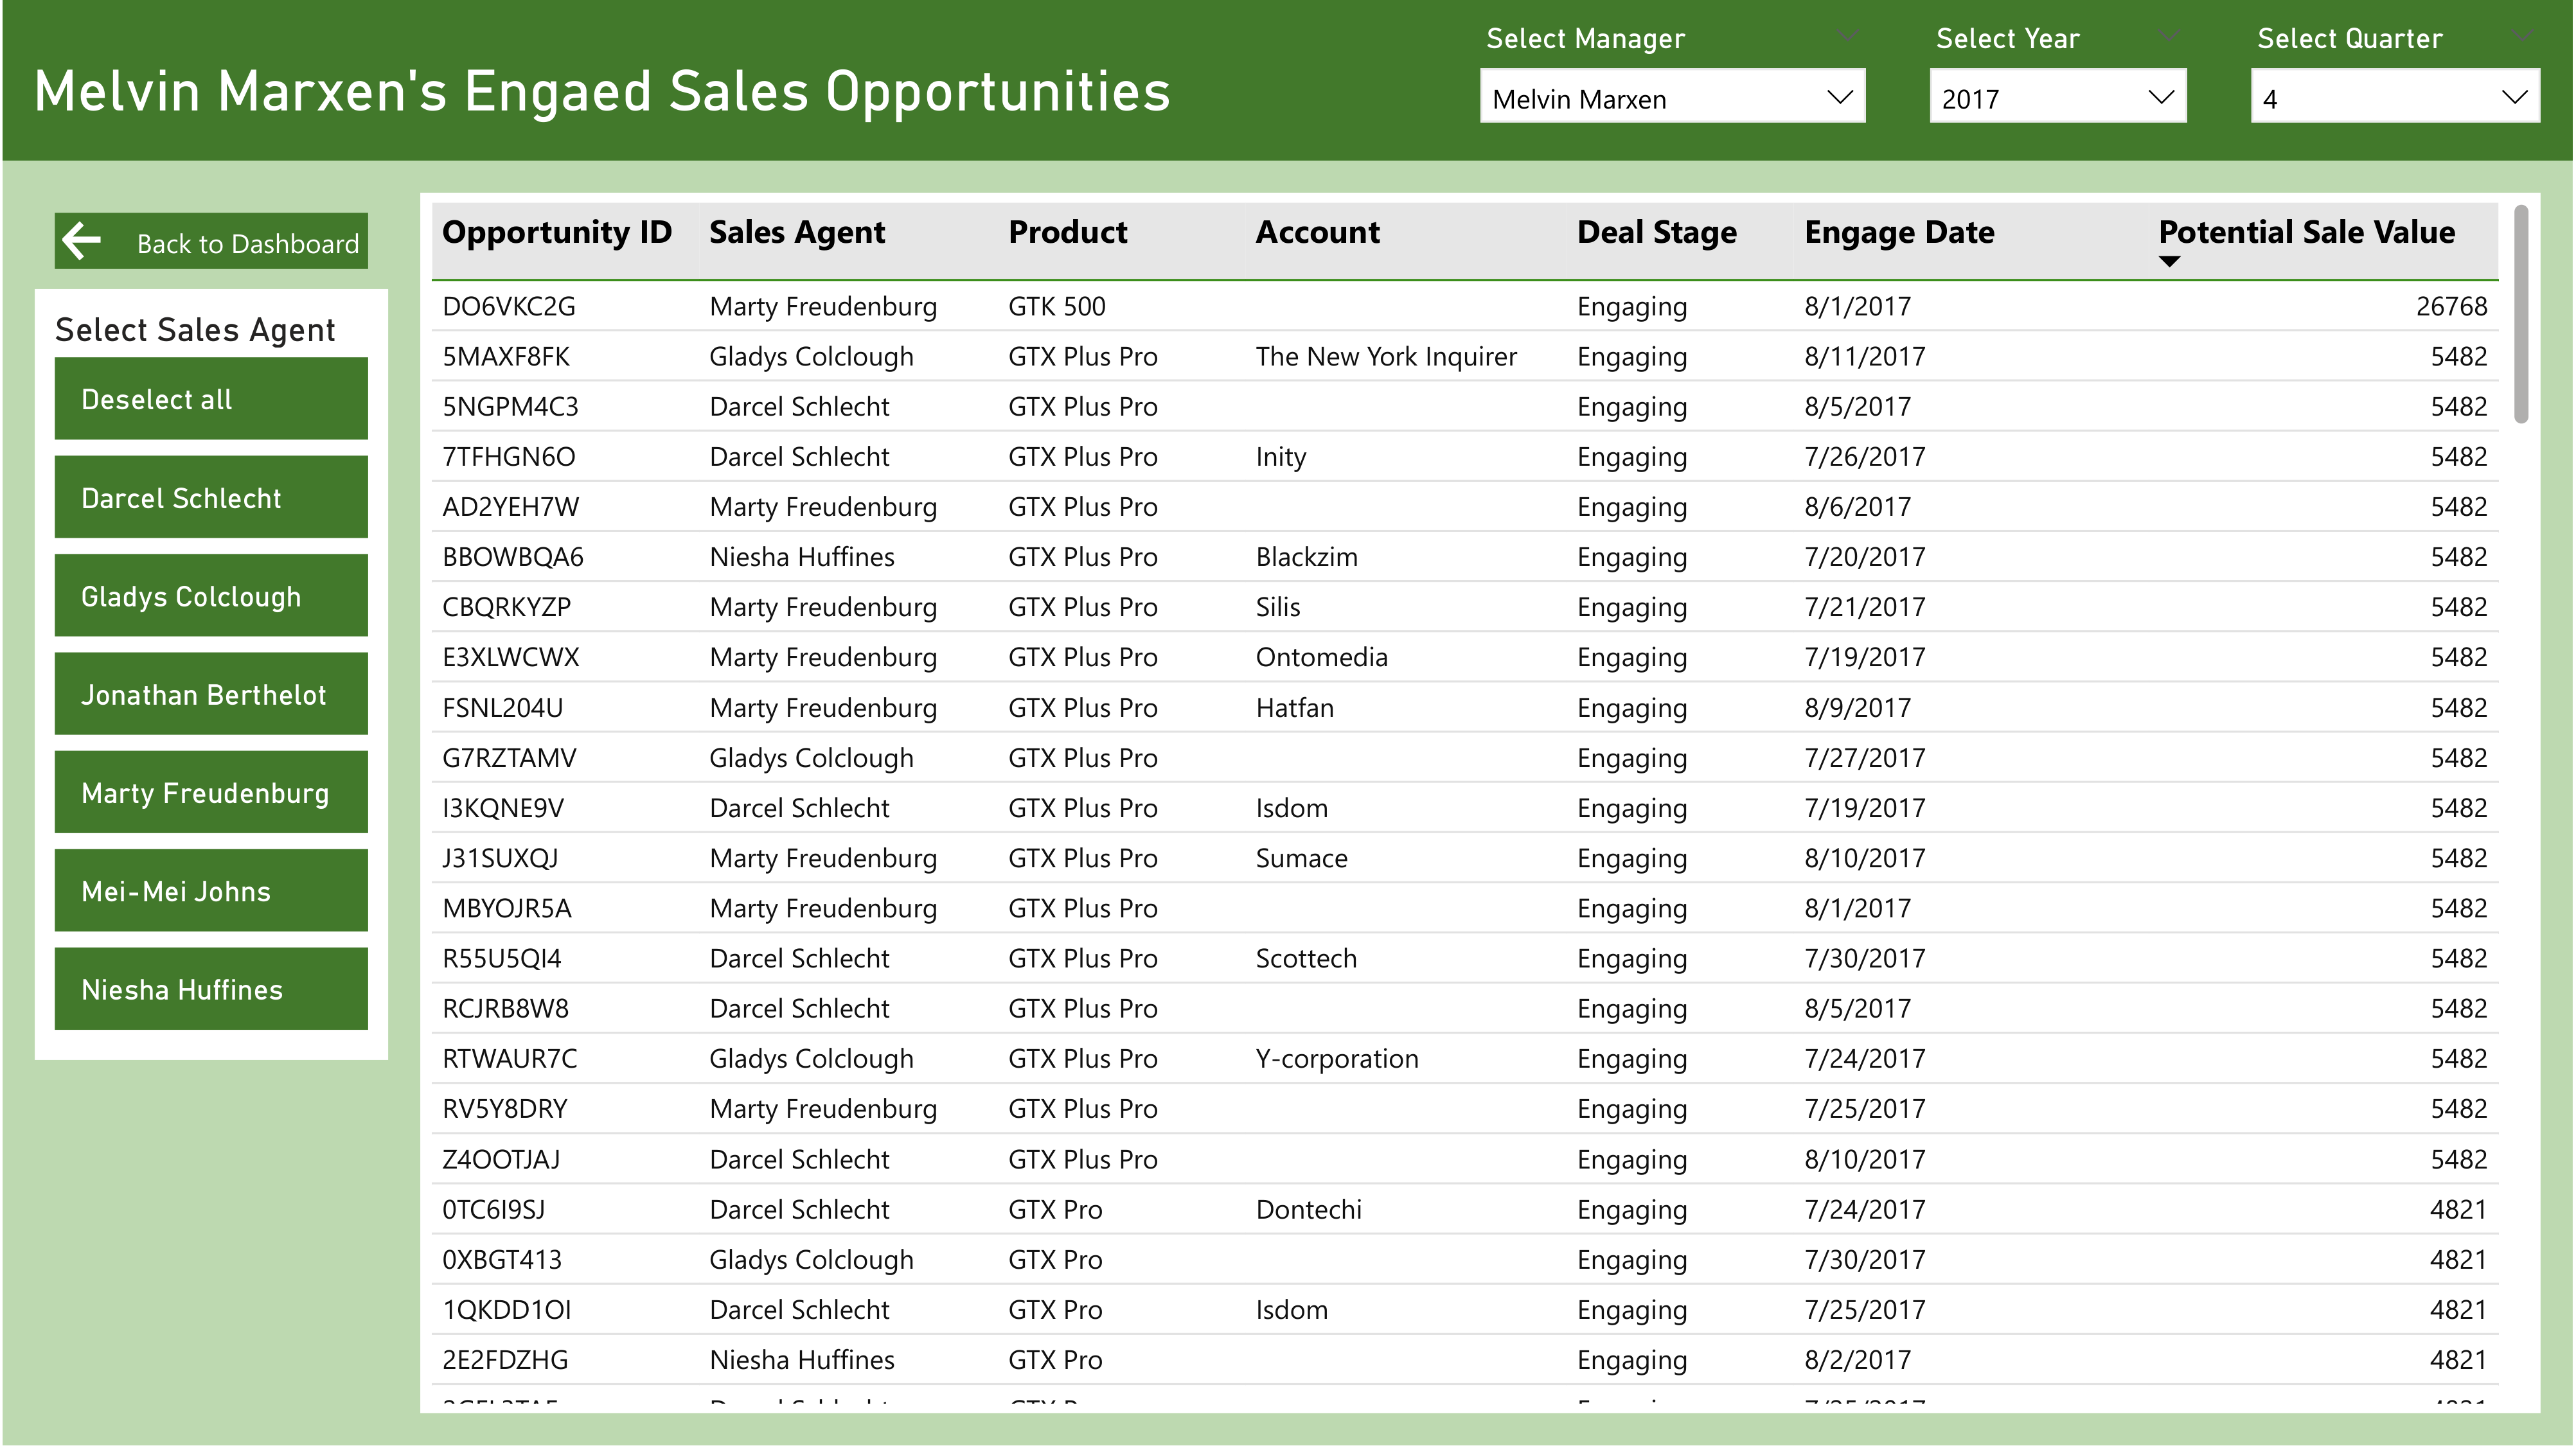 Melvin Marxen's Engaed Sales Opportunities
Select Manager
Melvin Marxen
Select Year
2017
Select Quarter
4
Back to Dashboard
Select Sales Agent
Deselect all
Darcel Schlecht
Gladys Colclough
Jonathan Berthelot
Marty Freudenburg
Mei-Mei Johns
Niesha Huffines
Opportunity ID Sales Agent Product Account Deal Stage Engage Date Potential Sale Value
DO6VKC2G Marty Freudenburg GTK 500 Engaging 8/1/2017 26768
5MAXF8FK Gladys Colclough GTX Plus Pro The New York Inquirer Engaging 8/11/2017 5482
5NGPM4C3 Darcel Schlecht GTX Plus Pro Engaging 8/5/2017 5482
7TFHGN6O Darcel Schlecht GTX Plus Pro Inity Engaging 7/26/2017 5482
AD2YEH7W Marty Freudenburg GTX Plus Pro Engaging 8/6/2017 5482
BBOWBQA6 Niesha Huffines GTX Plus Pro Blackzim Engaging 7/20/2017 5482
CBQRKYZP Marty Freudenburg GTX Plus Pro Silis Engaging 7/21/2017 5482
E3XLWCWX Marty Freudenburg GTX Plus Pro Ontomedia Engaging 7/19/2017 5482
FSNL204U Marty Freudenburg GTX Plus Pro Hatfan Engaging 8/9/2017 5482
G7RZTAMV Gladys Colclough GTX Plus Pro Engaging 7/27/2017 5482
I3KQNE9V Darcel Schlecht GTX Plus Pro Isdom Engaging 7/19/2017 5482
J31SUXQJ Marty Freudenburg GTX Plus Pro Sumace Engaging 8/10/2017 5482
MBYOJR5A Marty Freudenburg GTX Plus Pro Engaging 8/1/2017 5482
R55U5QI4 Darcel Schlecht GTX Plus Pro Scottech Engaging 7/30/2017 5482
RCJRB8W8 Darcel Schlecht GTX Plus Pro Engaging 8/5/2017 5482
RTWAUR7C Gladys Colclough GTX Plus Pro Y-corporation Engaging 7/24/2017 5482
RV5Y8DRY Marty Freudenburg GTX Plus Pro Engaging 7/25/2017 5482
Z4OOTJAJ Darcel Schlecht GTX Plus Pro Engaging 8/10/2017 5482
0TC6I9SJ Darcel Schlecht GTX Pro Dontechi Engaging 7/24/2017 4821
0XBGT413 Gladys Colclough GTX Pro Engaging 7/30/2017 4821
1QKDD1OI Darcel Schlecht GTX Pro Isdom Engaging 7/25/2017 4821
2E2FDZHG Niesha Huffines GTX Pro Engaging 8/2/2017 4821